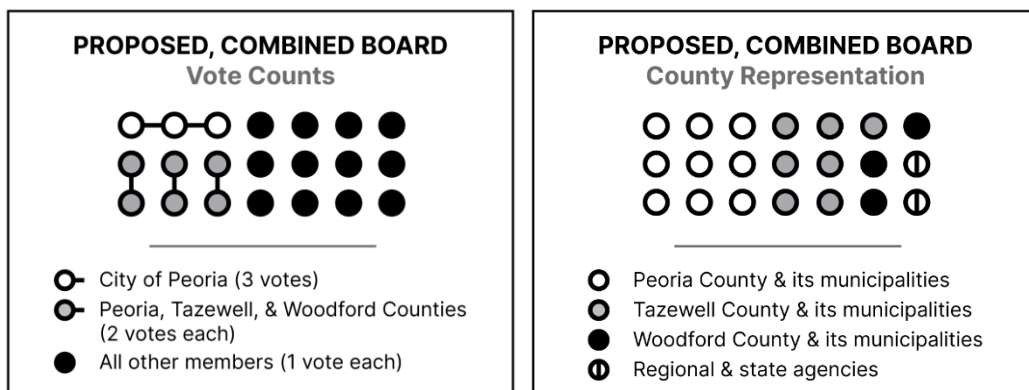 PROPOSED, COMBINED BOARD
Vote Counts
City of Peoria (3 votes)
Peoria, Tazewell, & Woodford Counties
(2 votes each)
All other members (1 vote each)
PROPOSED, COMBINED BOARD
County Representation
Peoria County & its municipalities
Tazewell County & its municipalities
Woodford County & its municipalities
Regional & state agencies